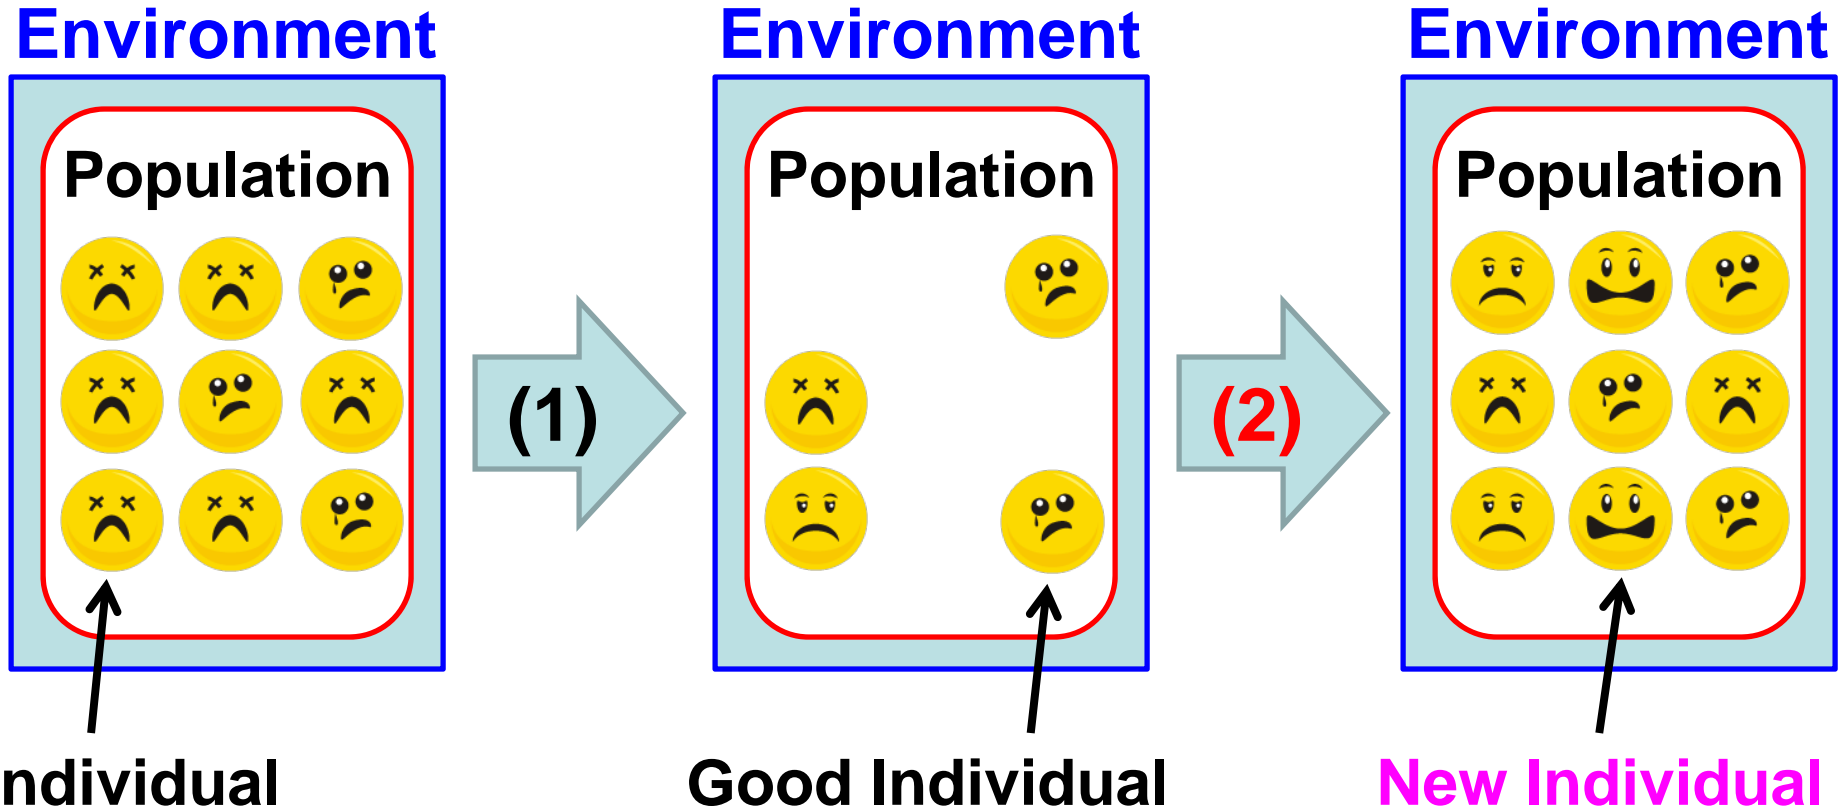 Environment
Environment
Environment
Population
Population
Population
(1)
(2)
ndividual
Good Individual
New Individual